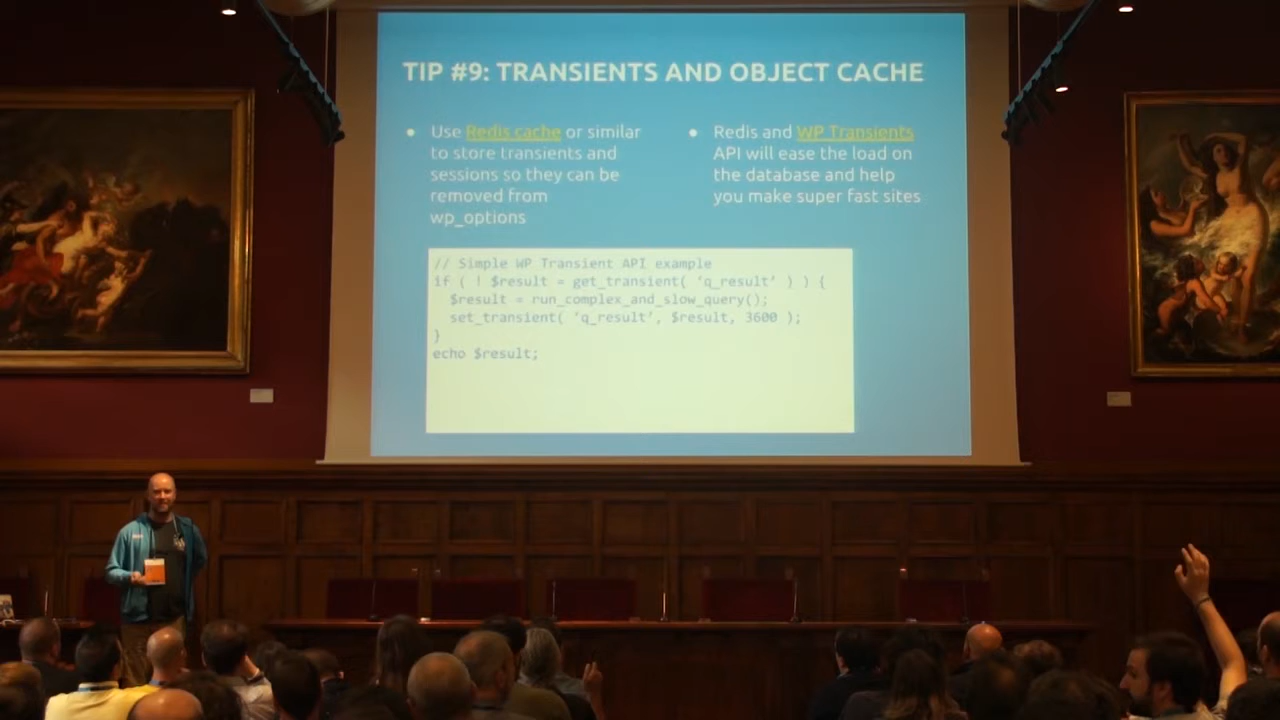 TIP #9: TRANSIENTS AND OBJECT CACHE
● Use Redis cache or similar
to store transients and
sessions so they can be
removed from
wp_options
● Redis and WP Transients
API will ease the load on
the database and help
you make super fast sites
// Simple WP Transient API example
if ( ! $result = get_transient( ‘q_result’ ) ) {
$result = run_complex_and_slow_query();
set_transient( ‘q_result’, $result, 3600 );
}
echo $result;